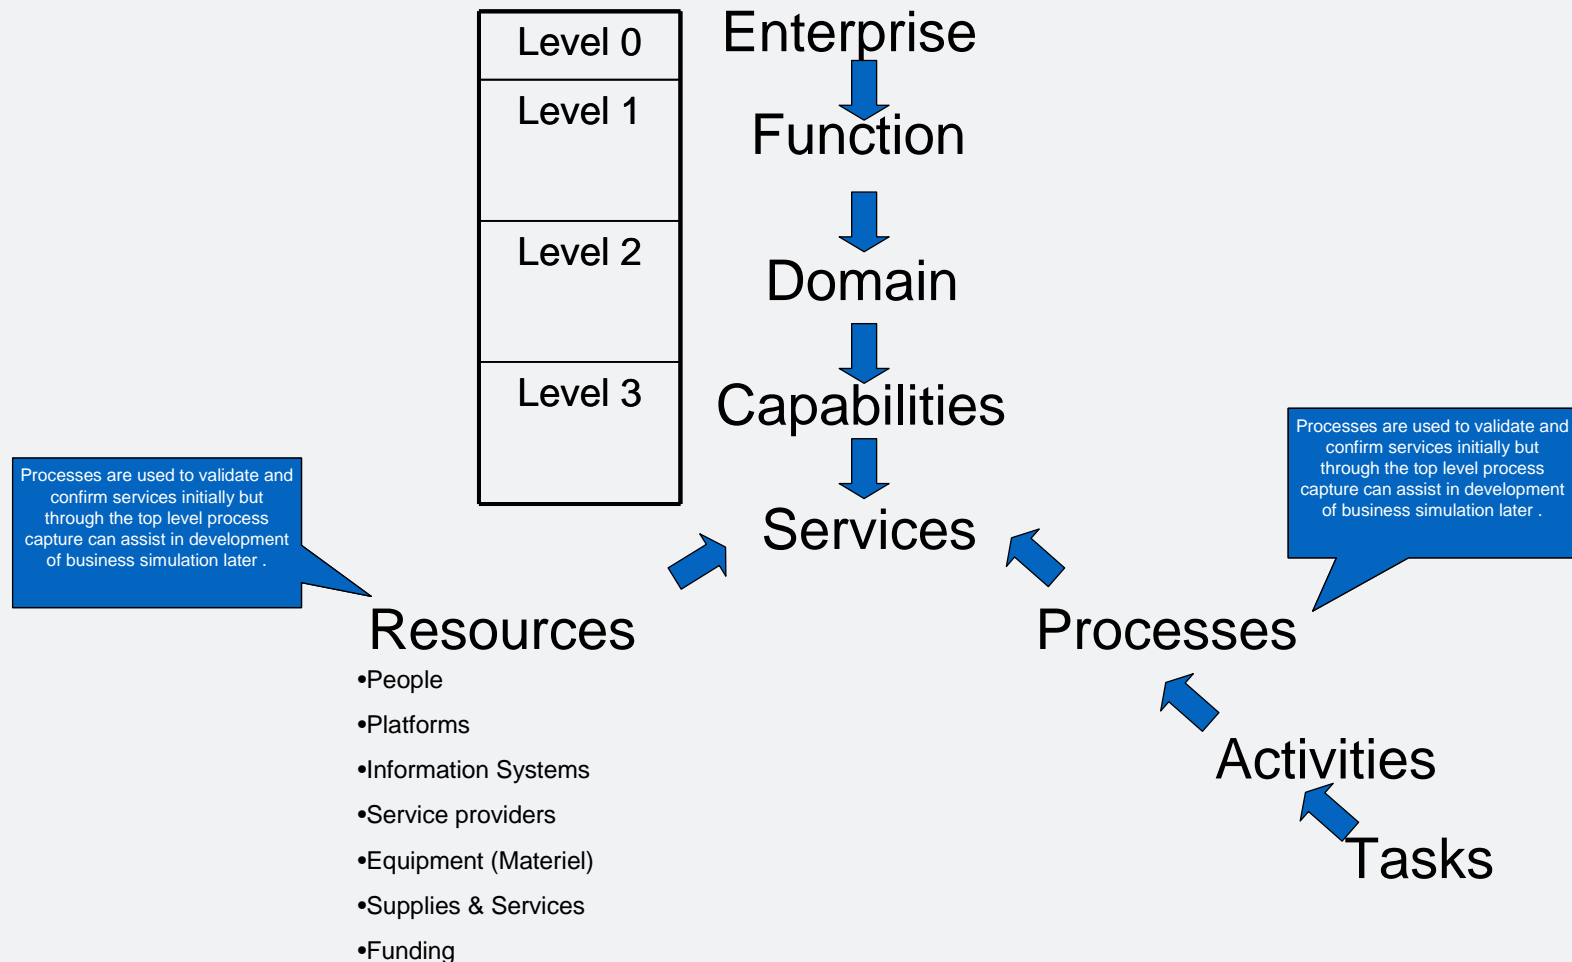 Level 0
Enterprise
Level 1
Function
Level 2
Domain
Level 3
Capabilities
Services
Processes are used to validate and
confirm services initially but
through the top level process
capture can assist in development
of business simulation later .
Processes are used to validate and
confirm services initially but
through the top level process
capture can assist in development
of business simulation later .
Resources
•People
•Platforms
•Information Systems
•Service providers
•Equipment (Materiel)
•Supplies & Services
•Funding
Processes
Activities
Tasks